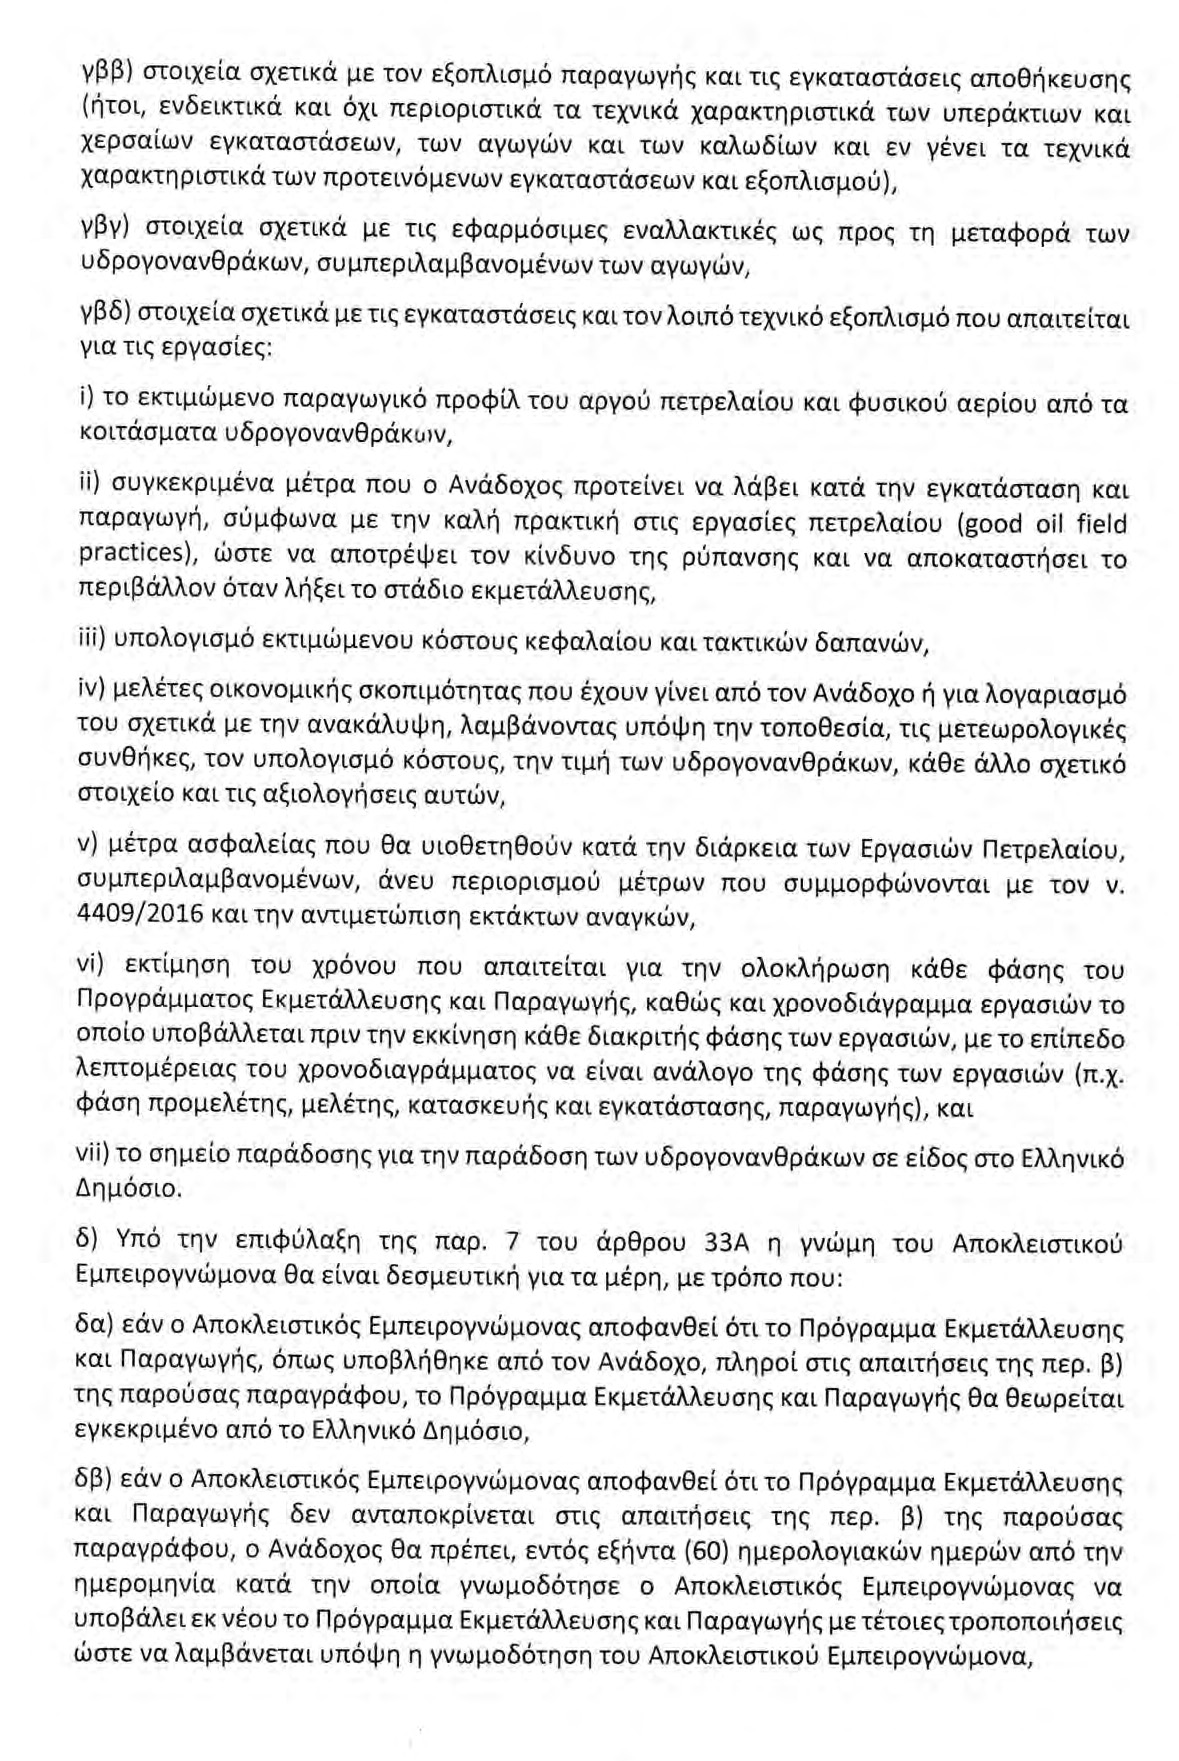 γββ) στοιχεία σχετικά με τον εξοπλισμό παραγωγής και τις εγκαταστάσεις αποθήκευσης
(ήτοι, ενδεικτικά και όχι περιοριστικά τα τεχνικά χαρακτηριστικά των υπεράκτιων και
χερσαίων εγκαταστάσεων, των αγωγών και των καλωδίων και εν γένει τα τεχνικά
χαρακτηριστικά των προτεινόμενων εγκαταστάσεων και εξοπλισμού),
γβγ) στοιχεία σχετικά με τις εφαρμόσιμες εναλλακτικές ως προς τη μεταφορά των
υδρογονανθράκων, συμπεριλαμβανομένων των αγωγών,
γβδ) στοιχεία σχετικά με τις εγκαταστάσεις και τον λοιπό τεχνικό εξοπλισμό που απαιτείται
για τις εργασίες:
i) το εκτιμώμενο παραγωγικό προφίλ του αργού πετρελαίου και φυσικού αερίου από τα
κοιτάσματα υδρογονανθράκων,
ii) συγκεκριμένα μέτρα που ο Ανάδοχος προτείνει να λάβει κατά την εγκατάσταση και
παραγωγή, σύμφωνα με την καλή πρακτική στις εργασίες πετρελαίου (good oil field
practices), ώστε να αποτρέψει τον κίνδυνο της ρύπανσης και να αποκαταστήσει το
περιβάλλον όταν λήξει το στάδιο εκμετάλλευσης,
iii) υπολογισμό εκτιμώμενου κόστους κεφαλαίου και τακτικών δαπανών,
iv) μελέτες οικονομικής σκοπιμότητας που έχουν γίνει από τον Ανάδοχο ή για λογαριασμό
του σχετικά με την ανακάλυψη, λαμβάνοντας υπόψη την τοποθεσία, τις μετεωρολογικές
συνθήκες, τον υπολογισμό κόστους, την τιμή των υδρογονανθράκων, κάθε άλλο σχετικό
στοιχείο και τις αξιολογήσεις αυτών,
v) μέτρα ασφαλείας που θα υιοθετηθούν κατά την διάρκεια των Εργασιών Πετρελαίου,
συμπεριλαμβανομένων, άνευ περιορισμού μέτρων που συμμορφώνονται με τον ν.
4409/2016 και την αντιμετώπιση εκτάκτων αναγκών,
vi) εκτίμηση του χρόνου που απαιτείται για την ολοκλήρωση κάθε φάσης του
Προγράμματος Εκμετάλλευσης και Παραγωγής, καθώς και χρονοδιάγραμμα εργασιών το
οποίο υποβάλλεται πριν την εκκίνηση κάθε διακριτής φάσης των εργασιών, με το επίπεδο
λεπτομέρειας του χρονοδιαγράμματος να είναι ανάλογο της φάσης των εργασιών (π.χ.
φάση προμελέτης, μελέτης, κατασκευής και εγκατάστασης, παραγωγής), και
vii) το σημείο παράδοσης για την παράδοση των υδρογονανθράκων σε είδος στο Ελληνικό
Δημόσιο.
δ) Υπό την επιφύλαξη της παρ. 7 του άρθρου 33Α η γνώμη του Αποκλειστικού
Εμπειρογνώμονα θα είναι δεσμευτική για τα μέρη, με τρόπο που:
δα) εάν ο Αποκλειστικός Εμπειρογνώμονας αποφανθεί ότι το Πρόγραμμα Εκμετάλλευσης
και Παραγωγής, όπως υποβλήθηκε από τον Ανάδοχο, πληροί στις απαιτήσεις της περ. β)
της παρούσας παραγράφου, το Πρόγραμμα Εκμετάλλευσης και Παραγωγής θα θεωρείται
εγκεκριμένο από το Ελληνικό Δημόσιο,
δβ) εάν ο Αποκλειστικός Εμπειρογνώμονας αποφανθεί ότι το Πρόγραμμα Εκμετάλλευσης
και Παραγωγής δεν ανταποκρίνεται στις απαιτήσεις της περ. β) της παρούσας
παραγράφου, ο Ανάδοχος θα πρέπει, εντός εξήντα (60) ημερολογιακών ημερών από την
ημερομηνία κατά την οποία γνωμοδότησε ο Αποκλειστικός Εμπειρογνώμονας να
υποβάλει εκ νέου το Πρόγραμμα Εκμετάλλευσης και Παραγωγής με τέτοιες τροποποιήσεις
ώστε να λαμβάνεται υπόψη η γνωμοδότηση του Αποκλειστικού Εμπειρογνώμονα,